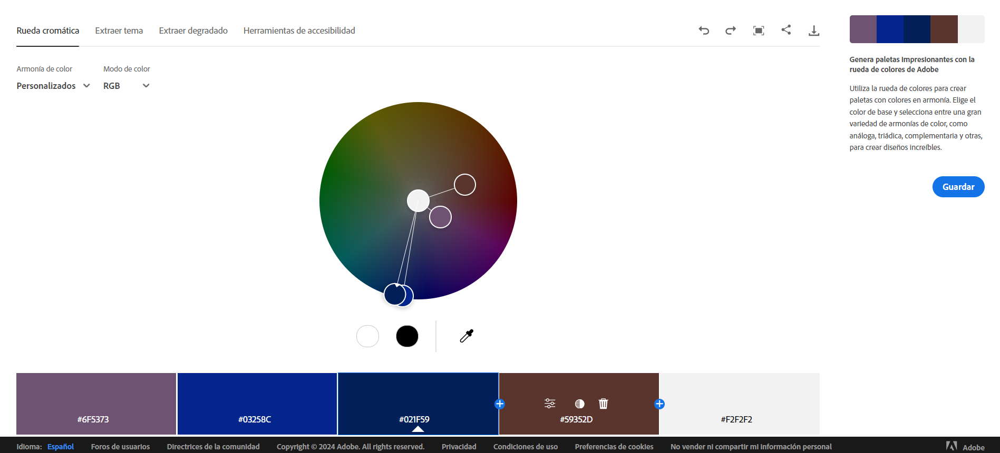 Rueda cromática Extraer tema Extraer degradado Herramientas de accesibilidad
Armonía de color Modo de color
Personalizados RGB
Genera paletas impresionantes con la
rueda de colores de Adobe
Utiliza la rueda de colores para crear
paletas con colores en armonía. Elige el
color de base y selecciona entre una gran
variedad de armonías de color, como
análoga, triádica, complementaria y otras,
para crear diseños increíbles.
Guardar
#6F5373 #03258C #021F59 #59352D #F2F2F2
Idioma: Español Foros de usuarios Directrices de la comunidad Copyright © 2024 Adobe. All rights reserved. Privacidad Condiciones de uso Preferencias de cookies No vender ni compartir mi información personal Adobe